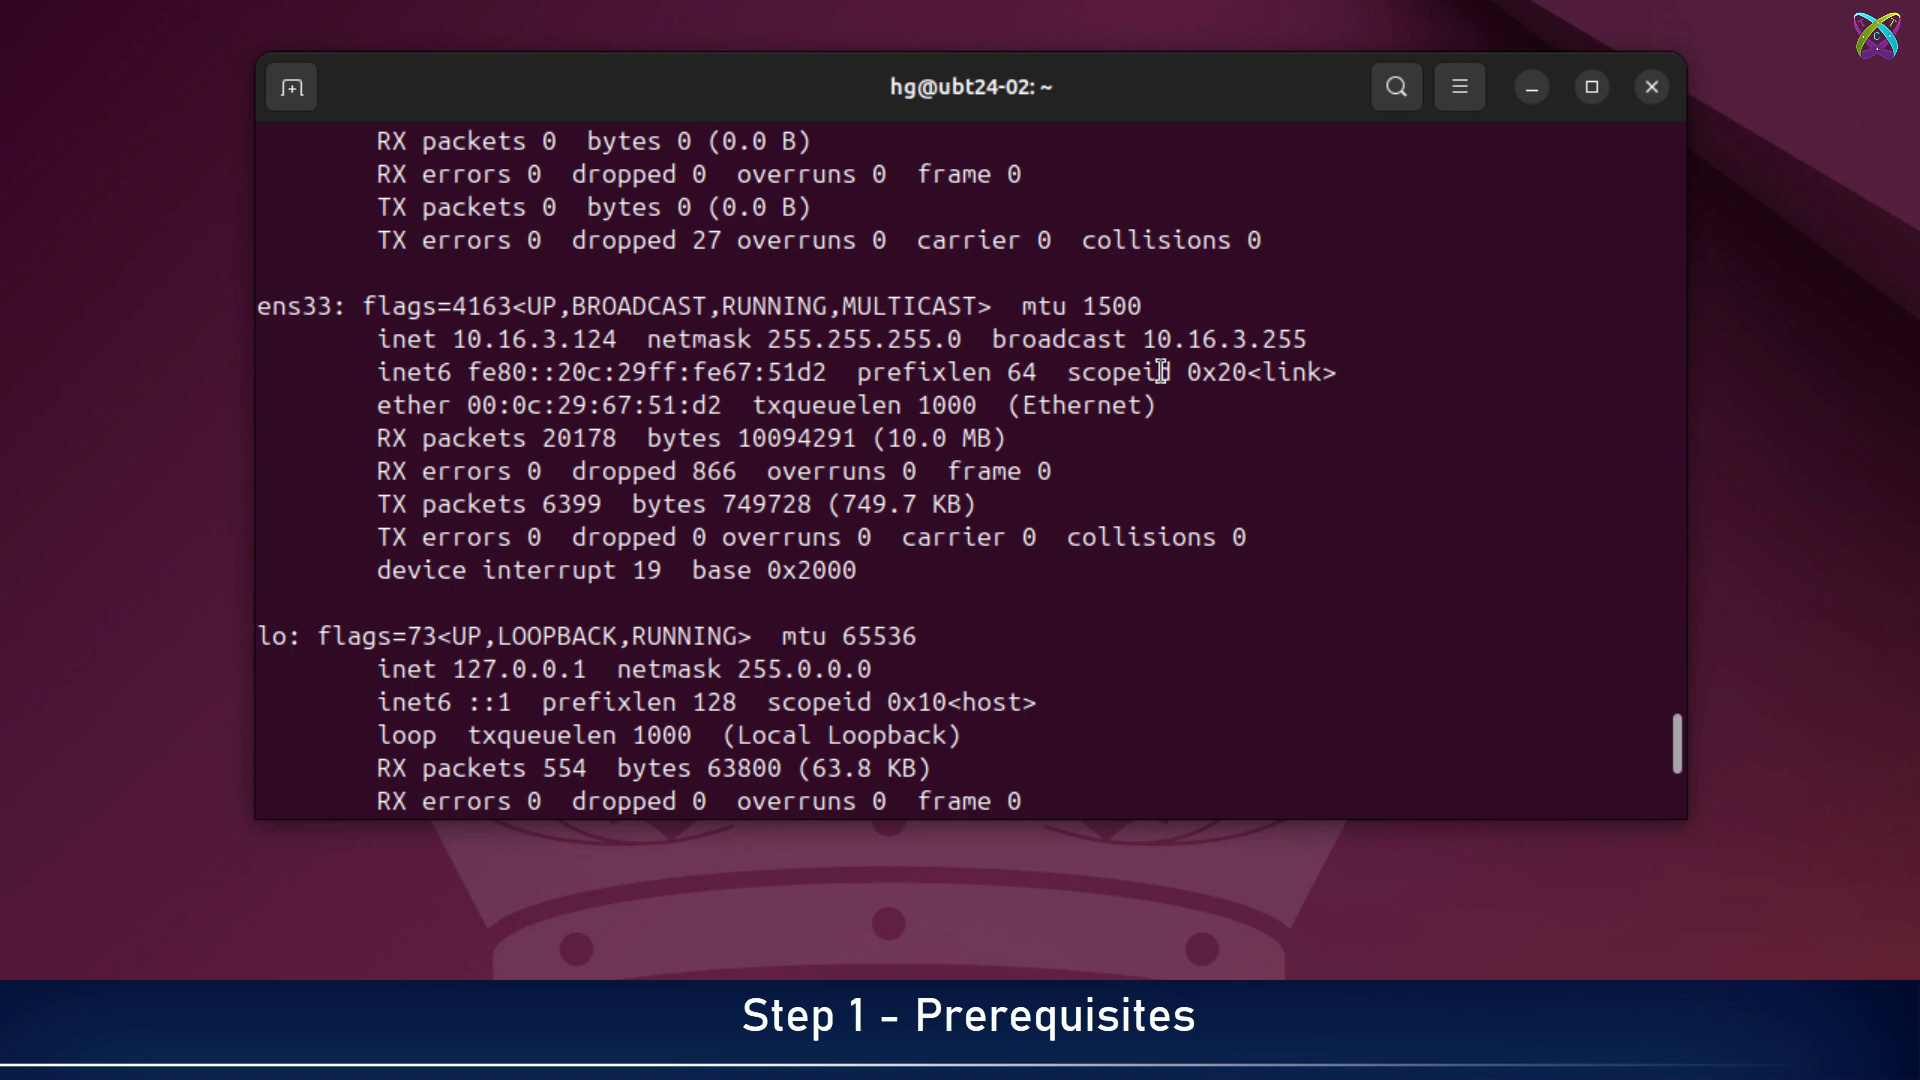 hg@ubt24-02: ~
RX packets 0  bytes 0 (0.0 B)
RX errors 0  dropped 0  overruns 0  frame 0
TX packets 0  bytes 0 (0.0 B)
TX errors 0  dropped 27 overruns 0  carrier 0  collisions 0
ens33: flags=4163<UP,BROADCAST,RUNNING,MULTICAST>  mtu 1500
inet 10.16.3.124  netmask 255.255.255.0  broadcast 10.16.3.255
inet6 fe80::20c:29ff:fe67:51d2  prefixlen 64  scopeid 0x20<link>
ether 00:0c:29:67:51:d2  txqueuelen 1000  (Ethernet)
RX packets 20178  bytes 10094291 (10.0 MB)
RX errors 0  dropped 866  overruns 0  frame 0
TX packets 6399  bytes 749728 (749.7 KB)
TX errors 0  dropped 0 overruns 0  carrier 0  collisions 0
device interrupt 19  base 0x2000
lo: flags=73<UP,LOOPBACK,RUNNING>  mtu 65536
inet 127.0.0.1  netmask 255.0.0.0
inet6 ::1  prefixlen 128  scopeid 0x10<host>
loop  txqueuelen 1000  (Local Loopback)
RX packets 554  bytes 63800 (63.8 KB)
RX errors 0  dropped 0  overruns 0  frame 0
Step 1 - Prerequisites